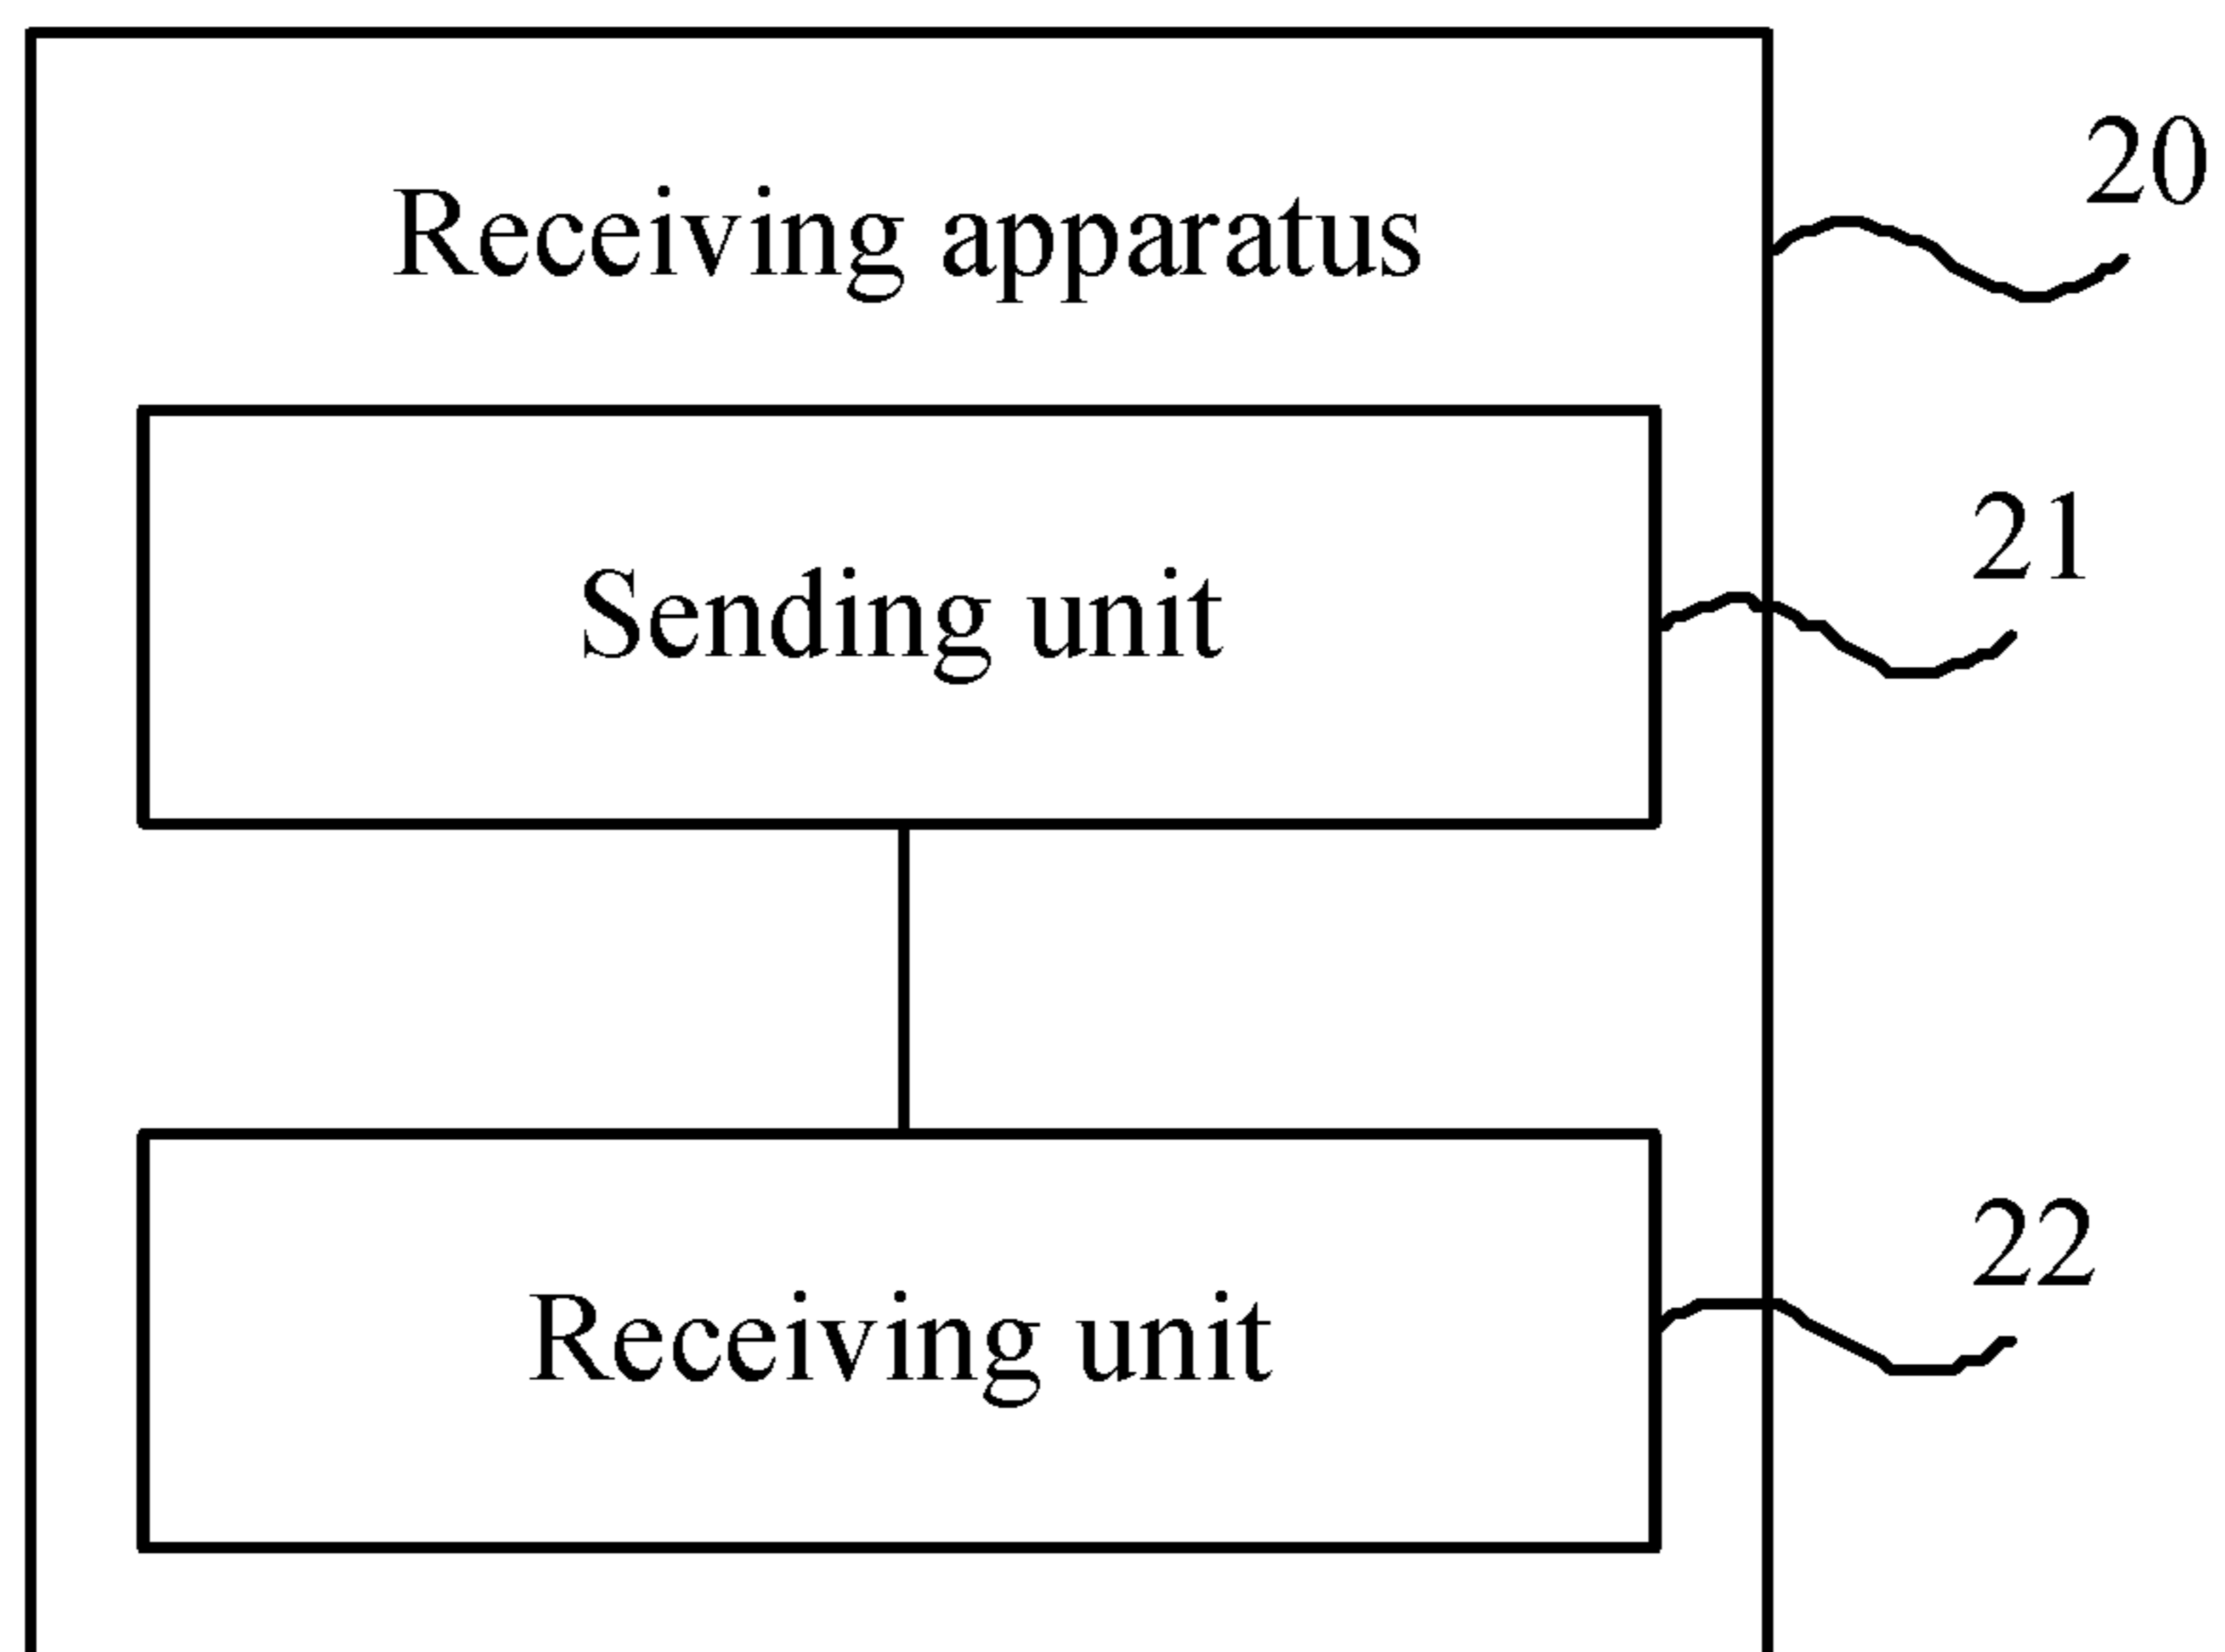 20
Receiving apparatus
21
Sending unit
22
Receiving unit